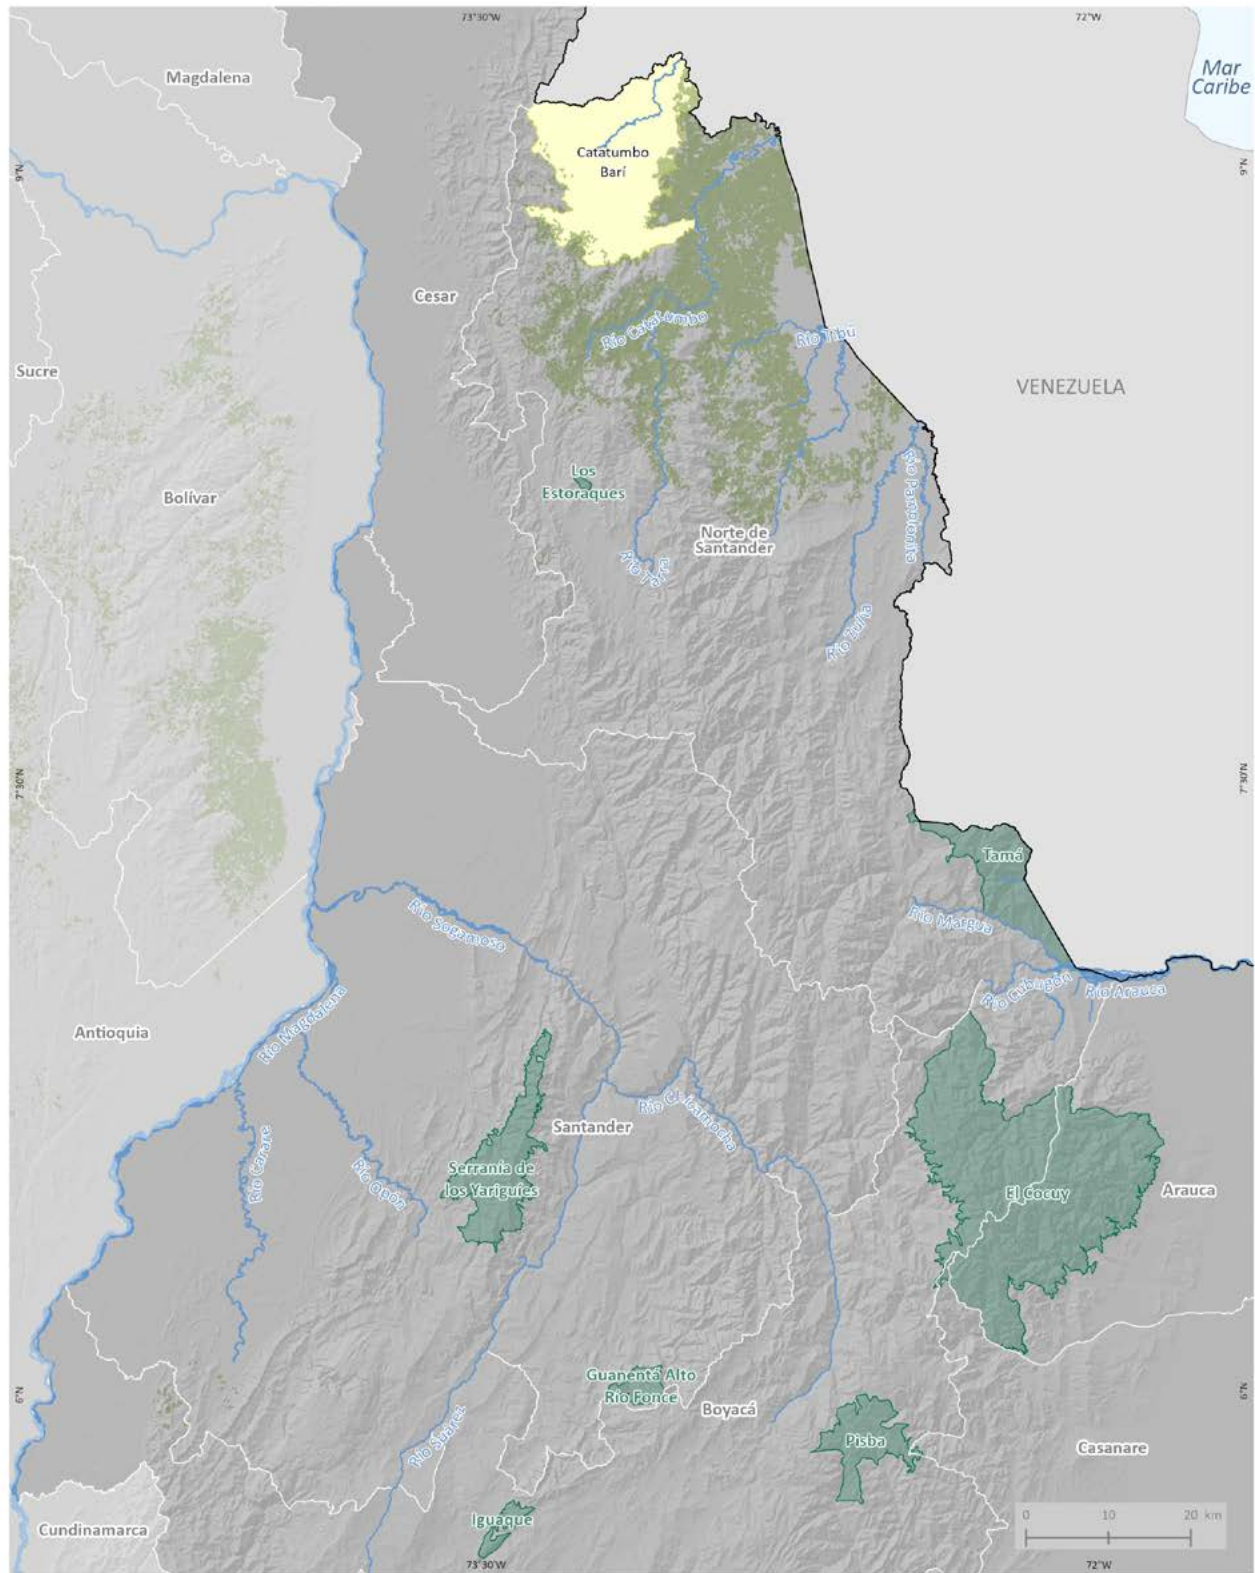 73°30'W
72°W
Mar
Caribe
Magdalena
9°N
9°N
Catatumbo
Barí
Cesar
Río Catatumbo
Río Tibú
Sucre
VENEZUELA
Los
Estoraques
Bolívar
Río Pamplonita
Norte de
Santander
Río Tarra
Río Zulia
7°30'N
7°30'N
Tamá
Río Sogamoso
Río Margua
Río Cubugón
Río Arauca
Río Magdalena
Antioquia
Río Chicamocha
Santander
Río Carare
Río Opón
Serranía de
los Yariguíes
El Cocuy
Arauca
Guanentá Alto
Río Fonce
6°N
6°N
Boyacá
Río Suárez
Pisba
Casanare
Iguaque
Cundinamarca
0 10 20 km
73°30'W
72°W